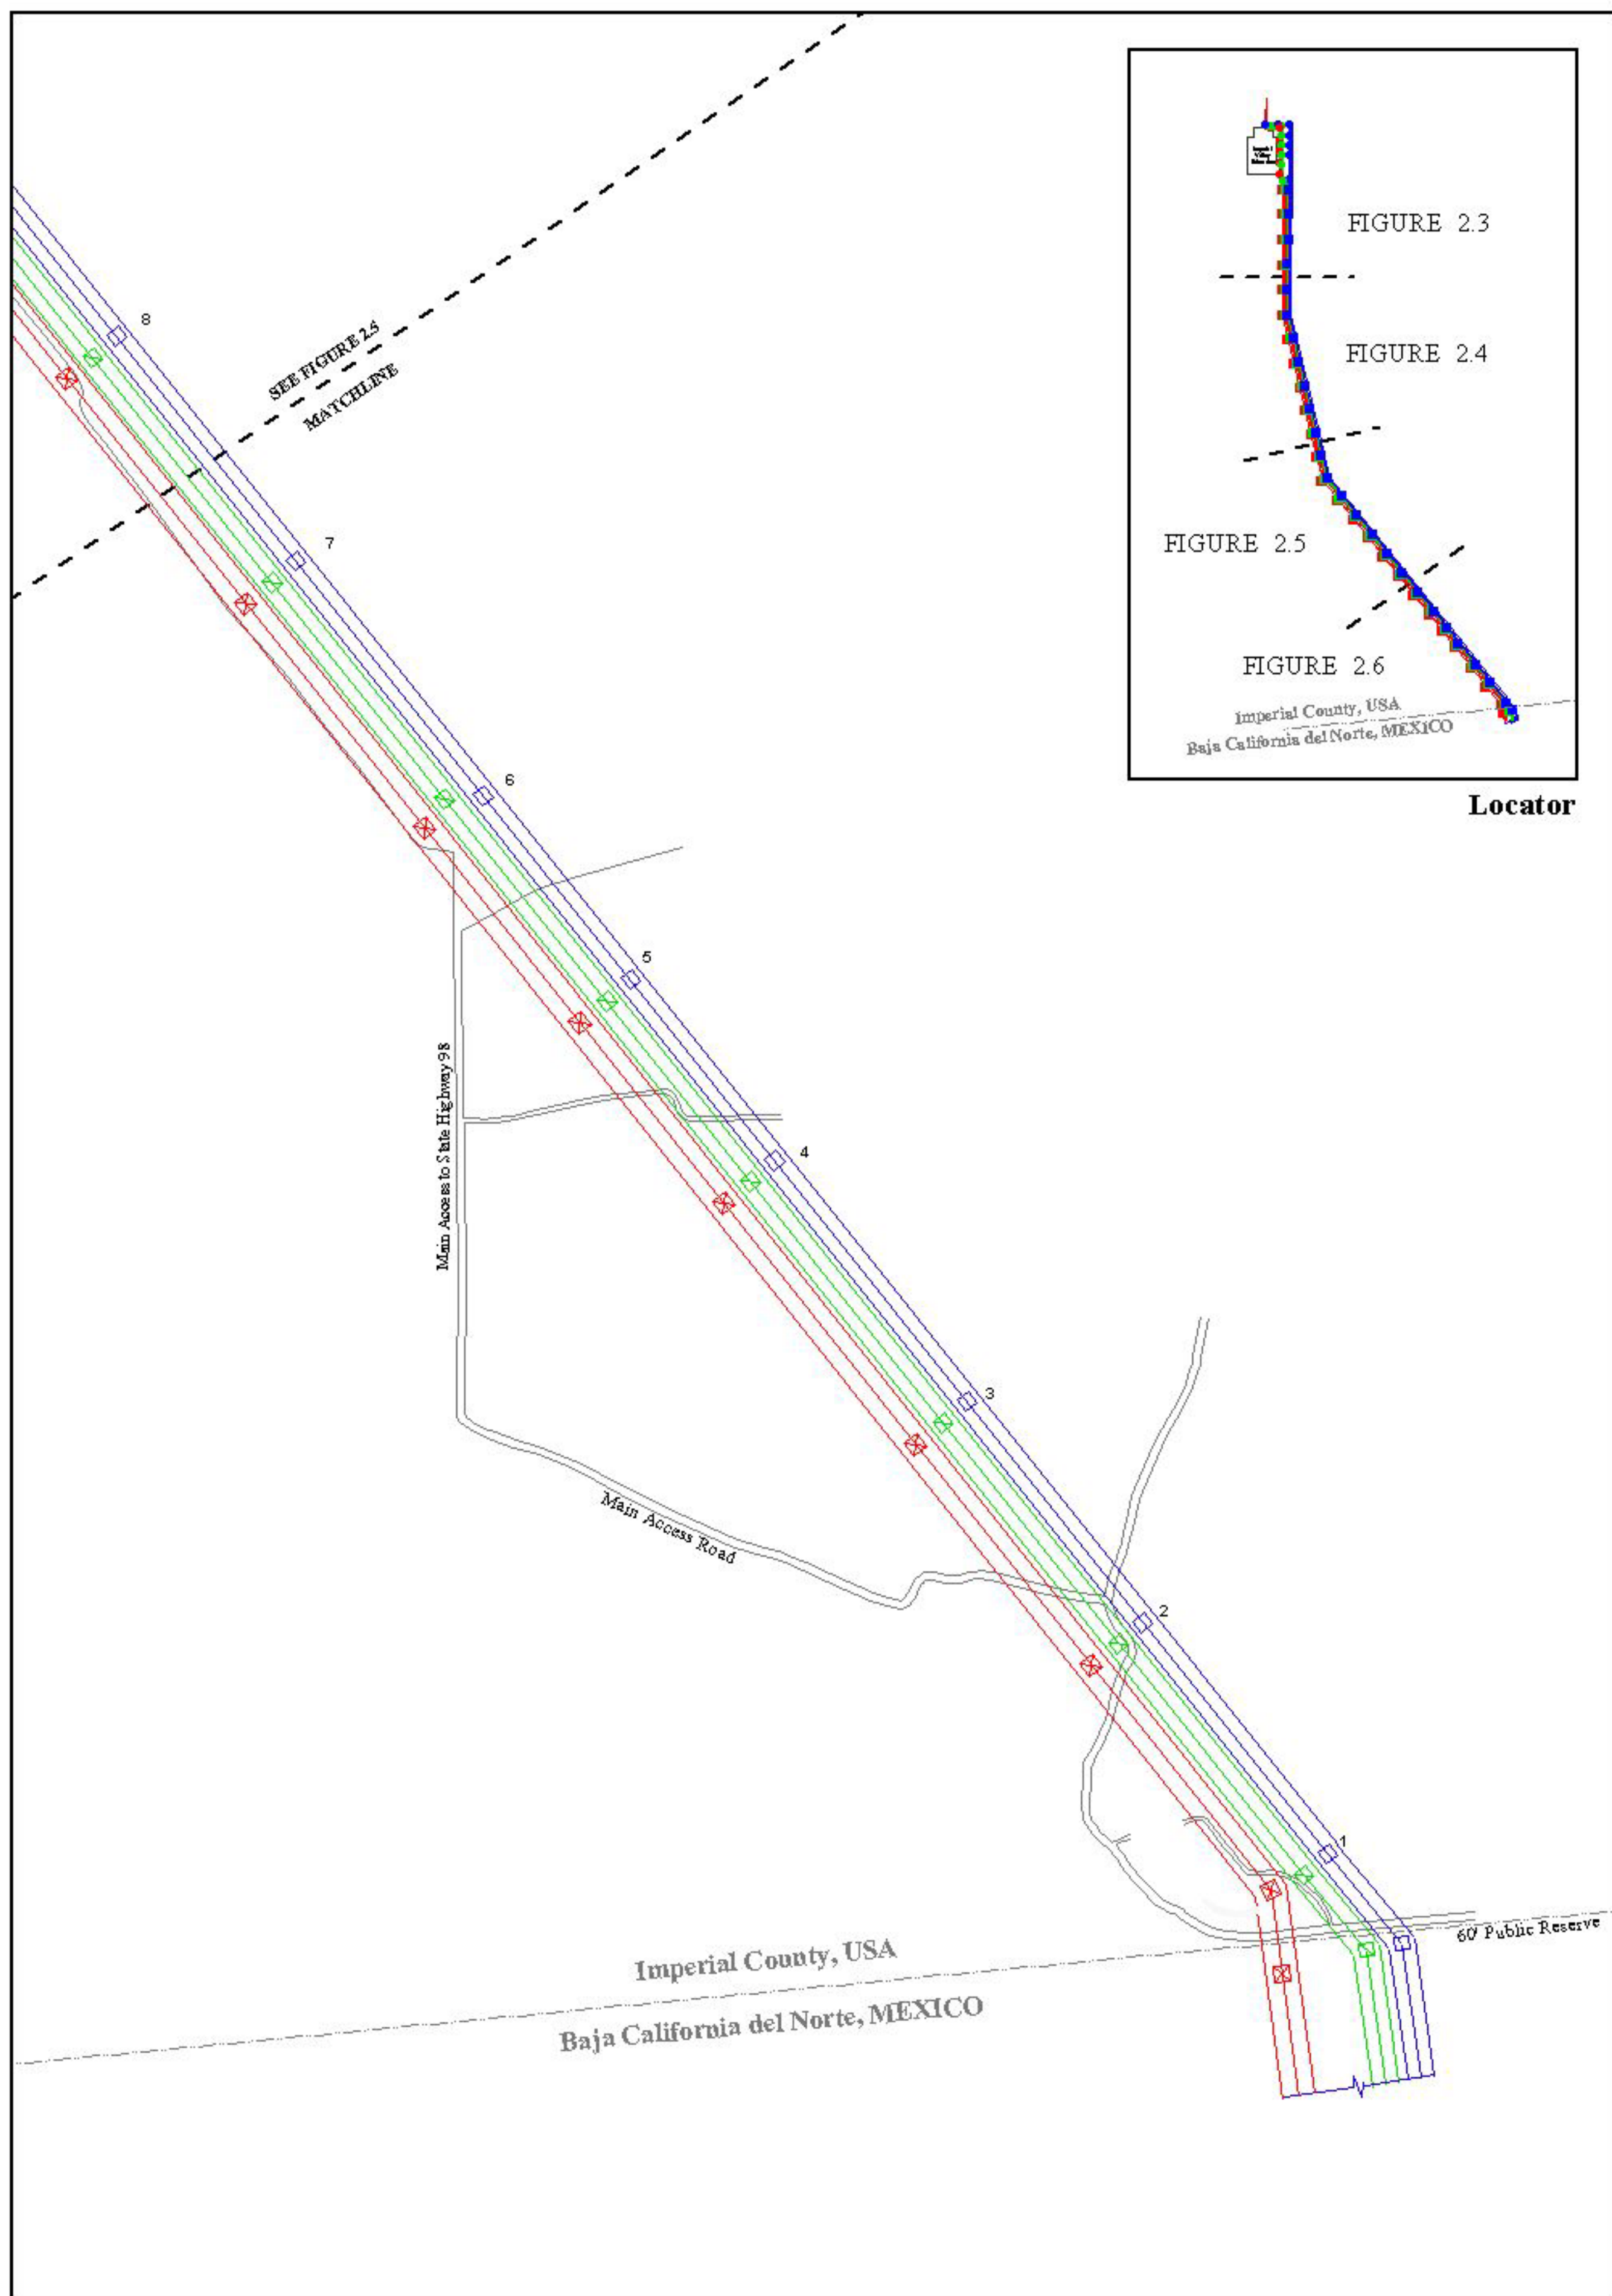 FIGURE 2.3
FIGURE 2.4
FIGURE 2.5
FIGURE 2.6
Imperial County, USA
Baja California del Norte, MEXICO
Locator
8
SEE FIGURE 2.5
MATCHLINE
7
6
5
Main Access to State Highway 98
4
3
Main Access Road
2
1
60' Public Reserve
Imperial County, USA
Baja California del Norte, MEXICO